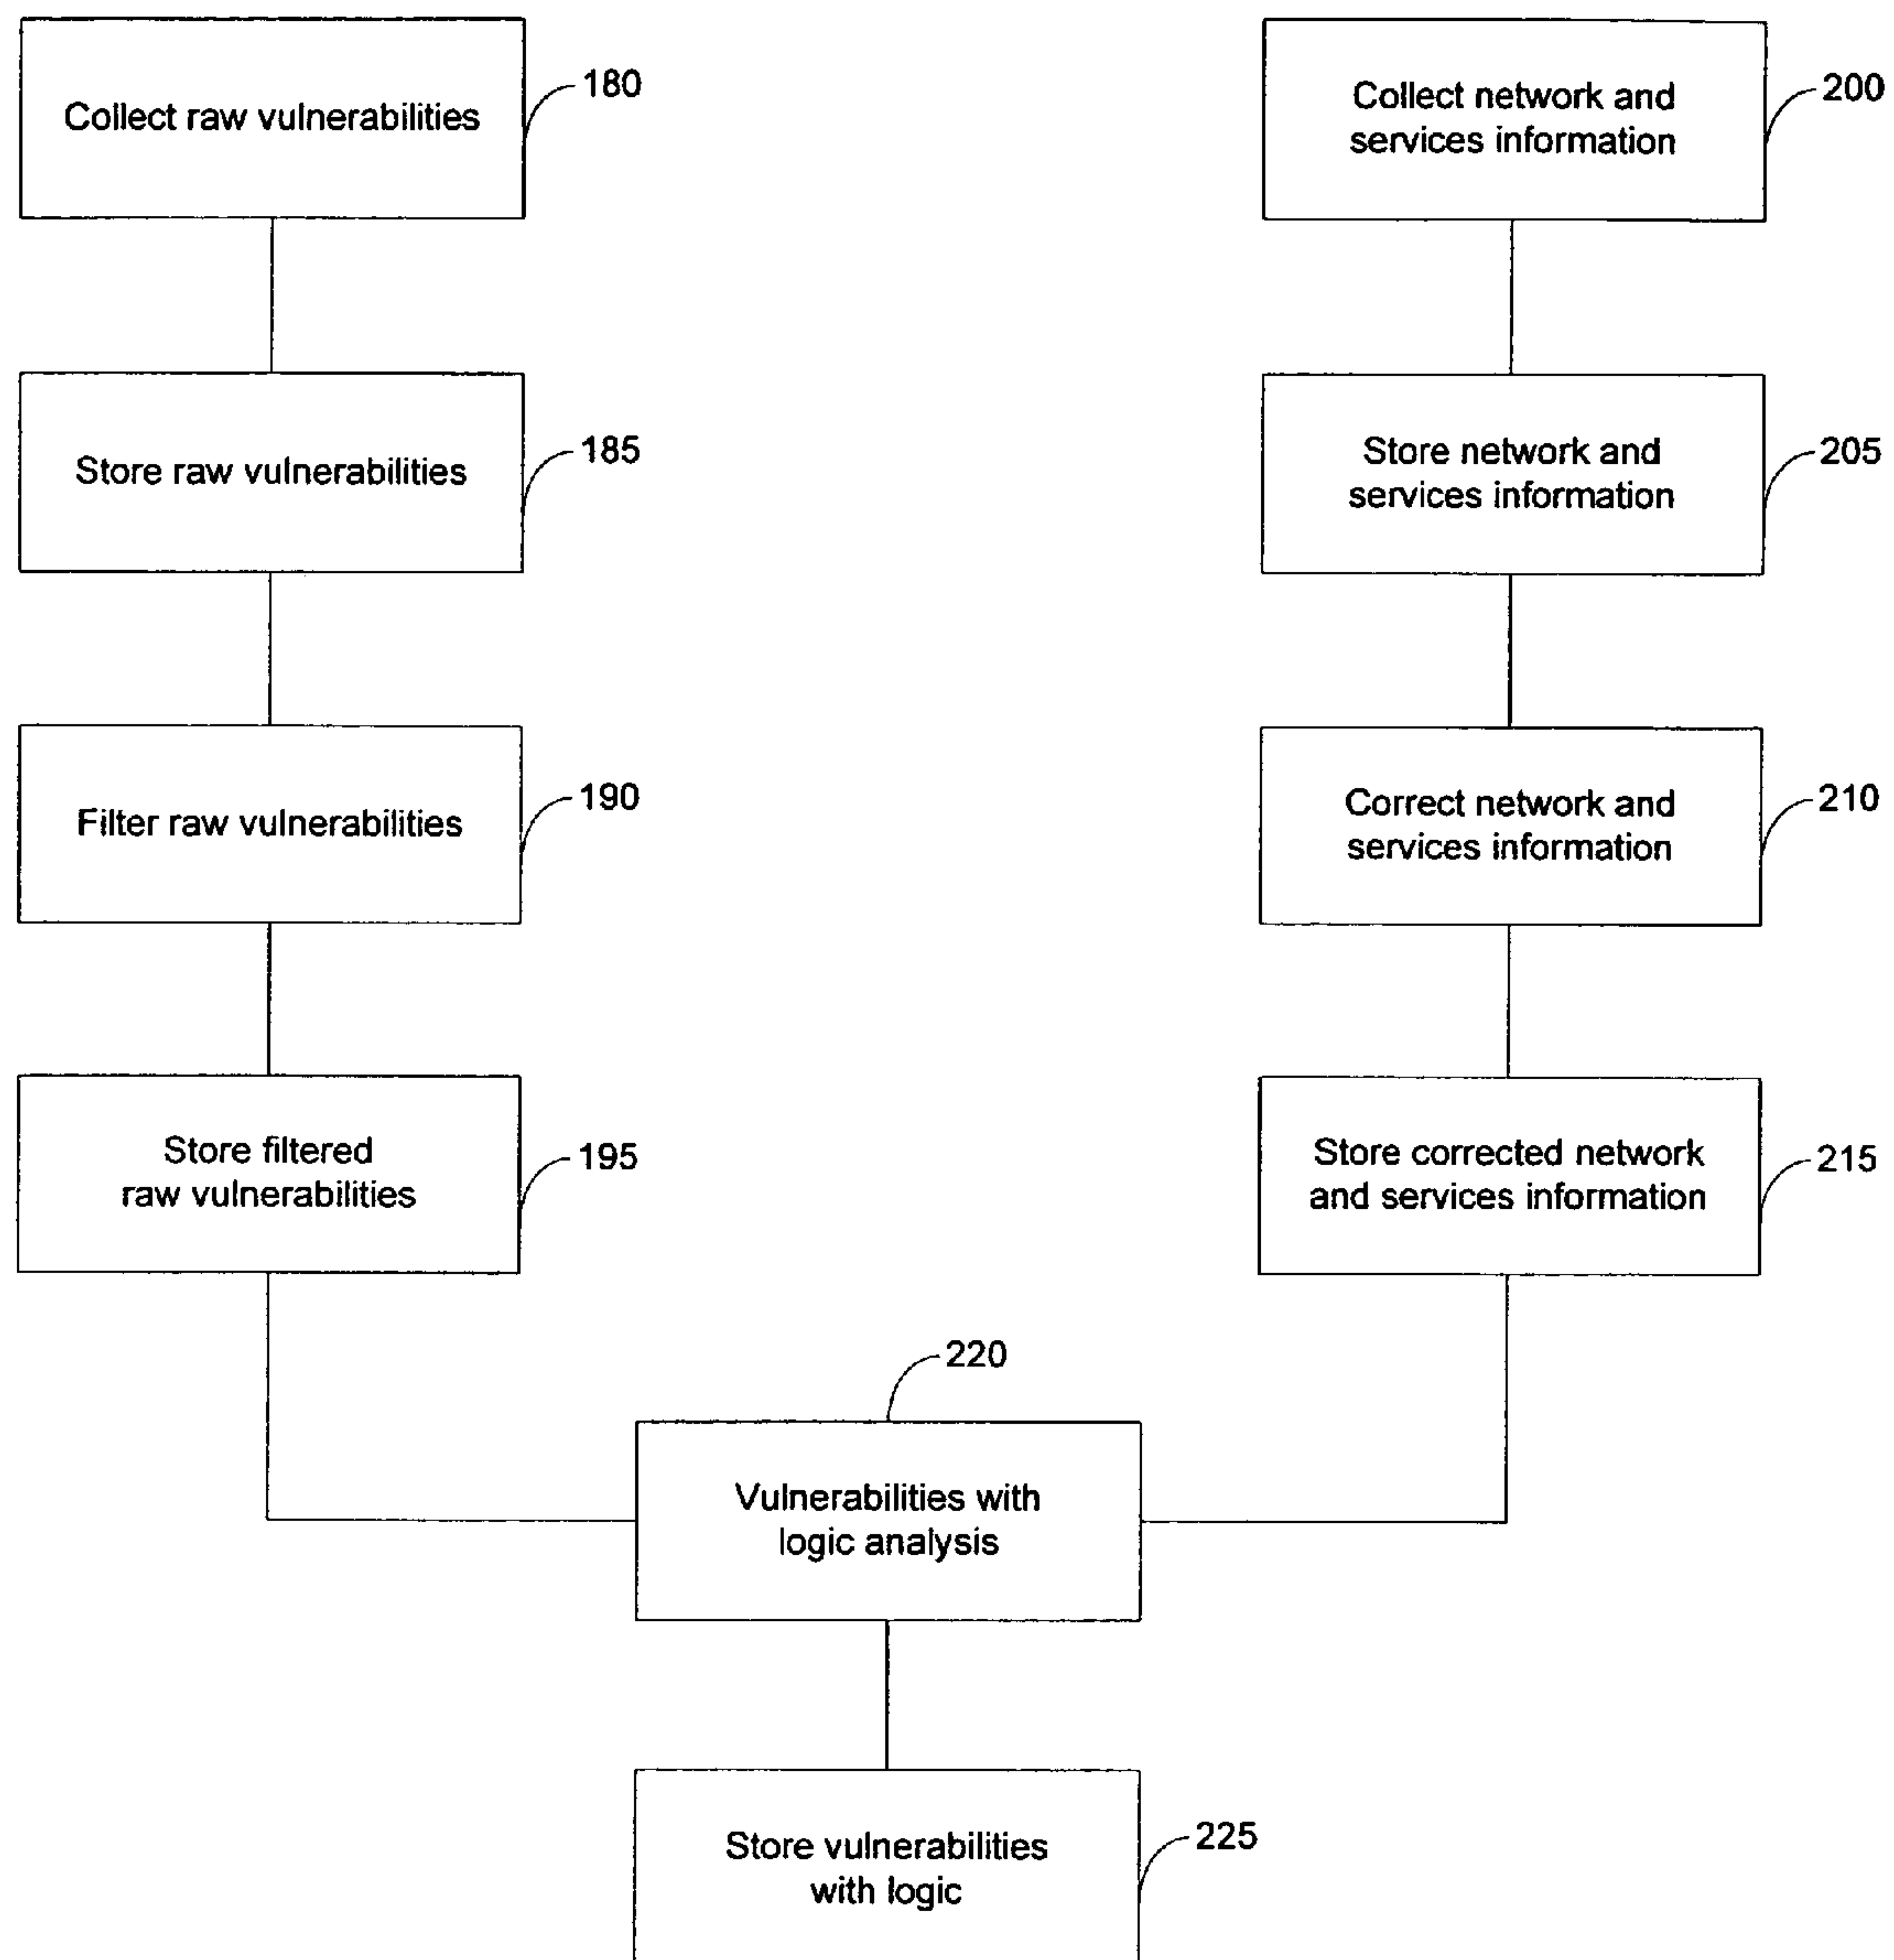 Collect raw vulnerabilities
180
Store raw vulnerabilities
185
Filter raw vulnerabilities
190
Store filtered
raw vulnerabilities
195
Collect network and
services information
200
Store network and
services information
205
Correct network and
services information
210
Store corrected network
and services information
215
220
Vulnerabilities with
logic analysis
Store vulnerabilities
with logic
225